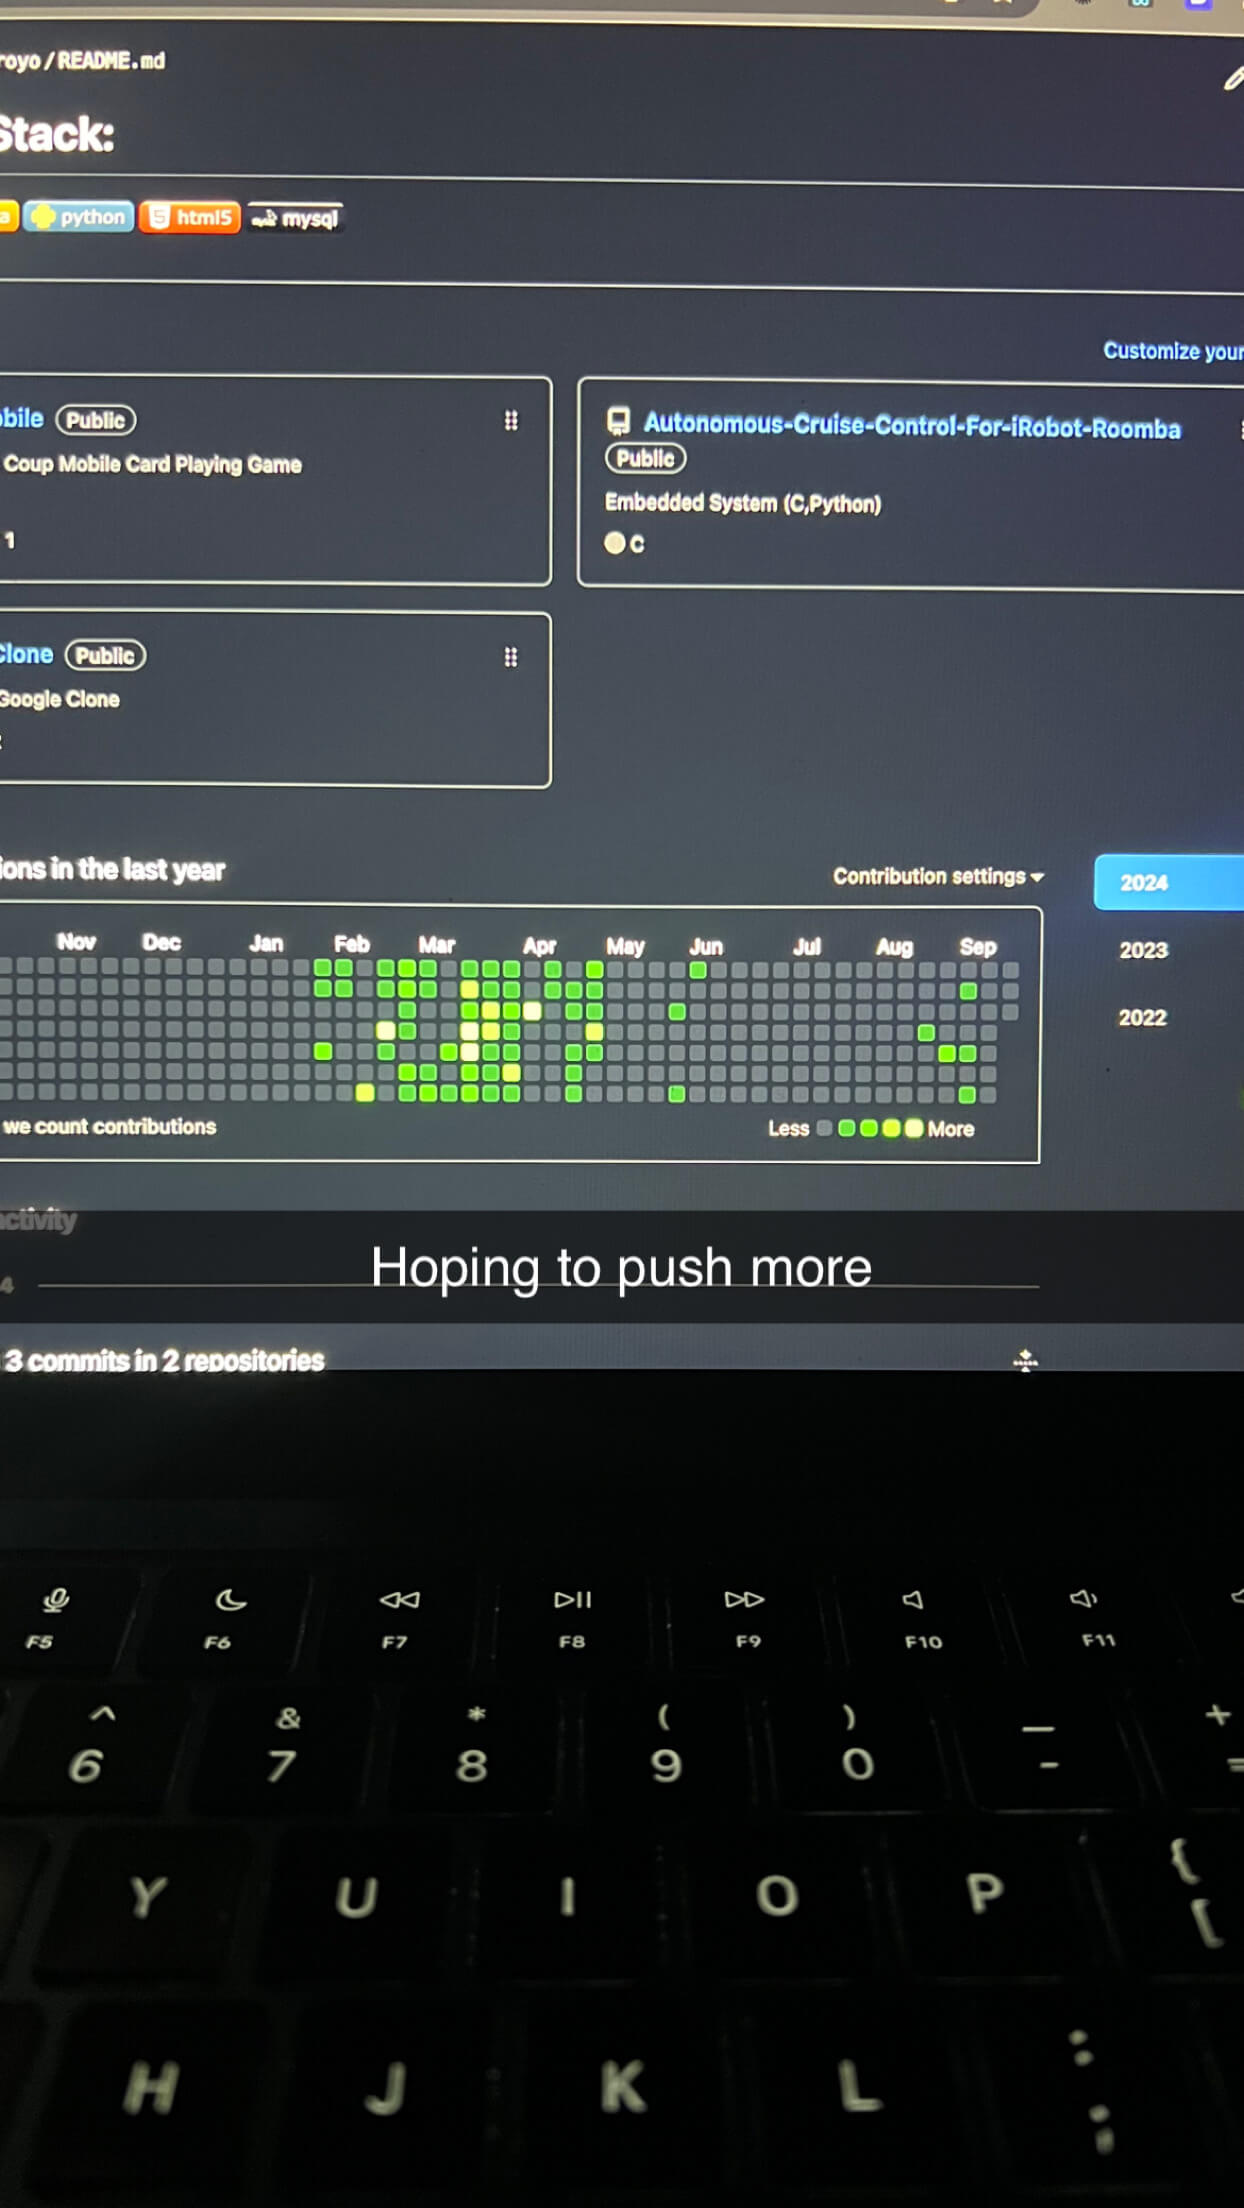 royo/README.md
Stack:
a python html5 mysql
Customize your
obile Public
Coup Mobile Card Playing Game
1
Autonomous-Cruise-Control-For-iRobot-Roomba
Public
Embedded System (C,Python)
C
Clone Public
Google Clone
ions in the last year
Contribution settings
2024
2023
2022
Nov Dec Jan Feb Mar Apr May Jun Jul Aug Sep
we count contributions
Less More
activity
4
Hoping to push more
3 commits in 2 repositories
F5 F6 F7 F8 F9 F10 F11
^ & * ( ) _ +
6 7 8 9 0 - =
Y U I O P { [
H J K L : ;